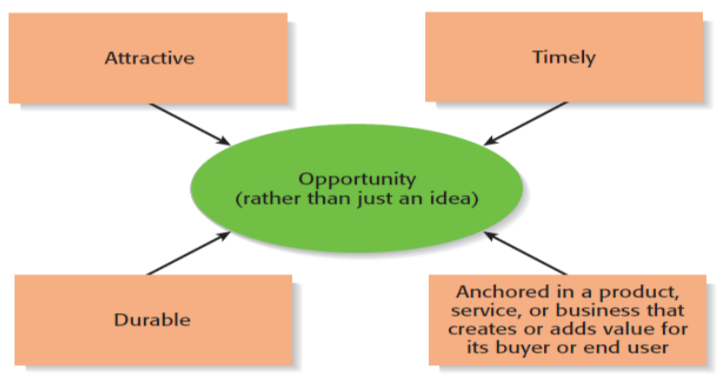 Attractive
Timely
Opportunity
(rather than just an idea)
Durable
Anchored in a product,
service, or business that
creates or adds value for
its buyer or end user